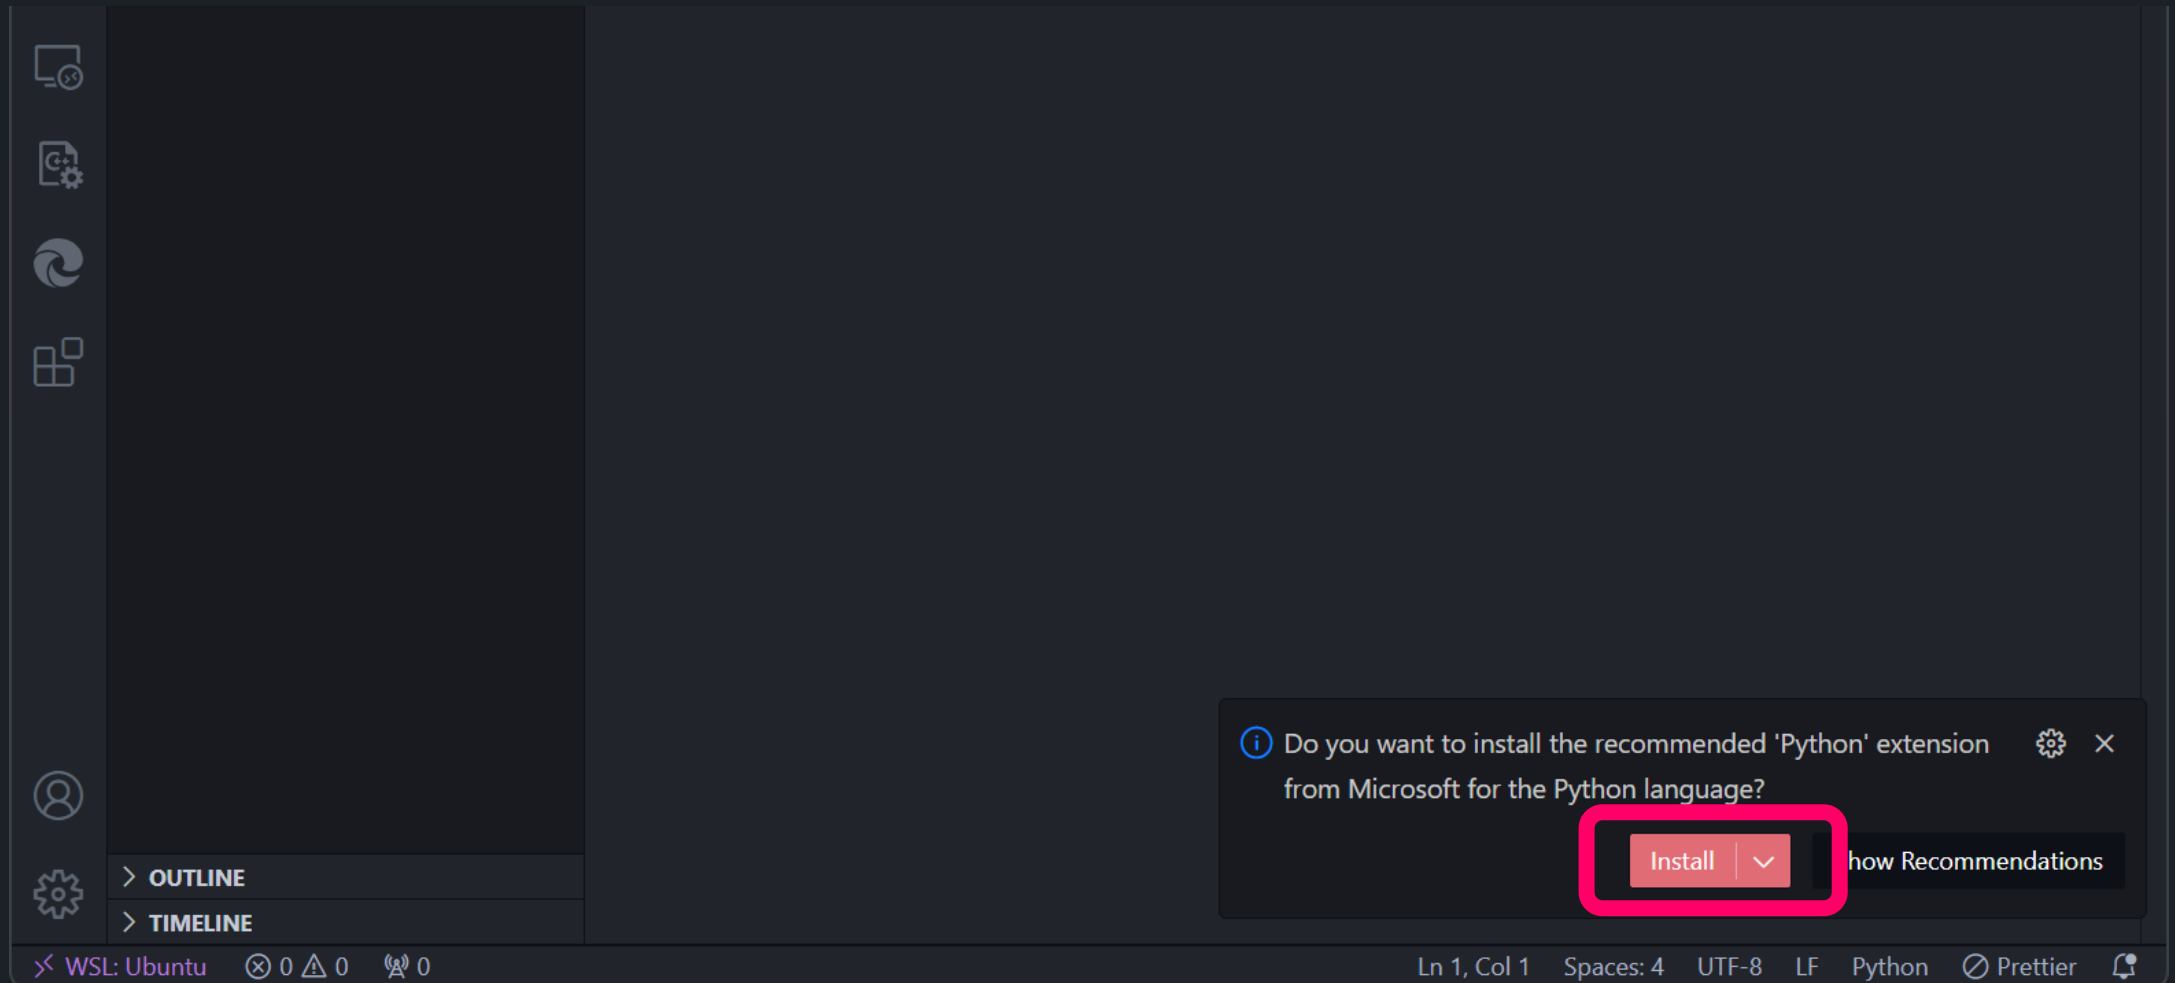 C++
Do you want to install the recommended 'Python' extension
from Microsoft for the Python language?
Install
how Recommendations
OUTLINE
TIMELINE
WSL: Ubuntu 0 0 0 Ln 1, Col 1 Spaces: 4 UTF-8 LF Python Prettier